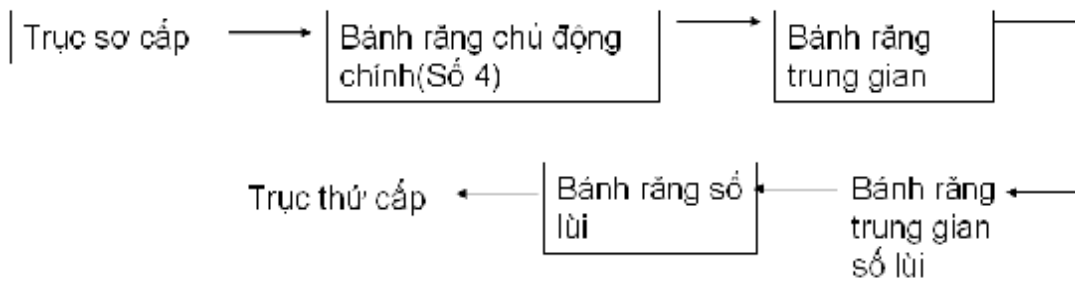 Trục sơ cấp
Bánh răng chủ động
chính(Số 4)
Bánh răng
trung gian
Trục thứ cấp
Bánh răng số
lùi
Bánh răng
trung gian
số lùi